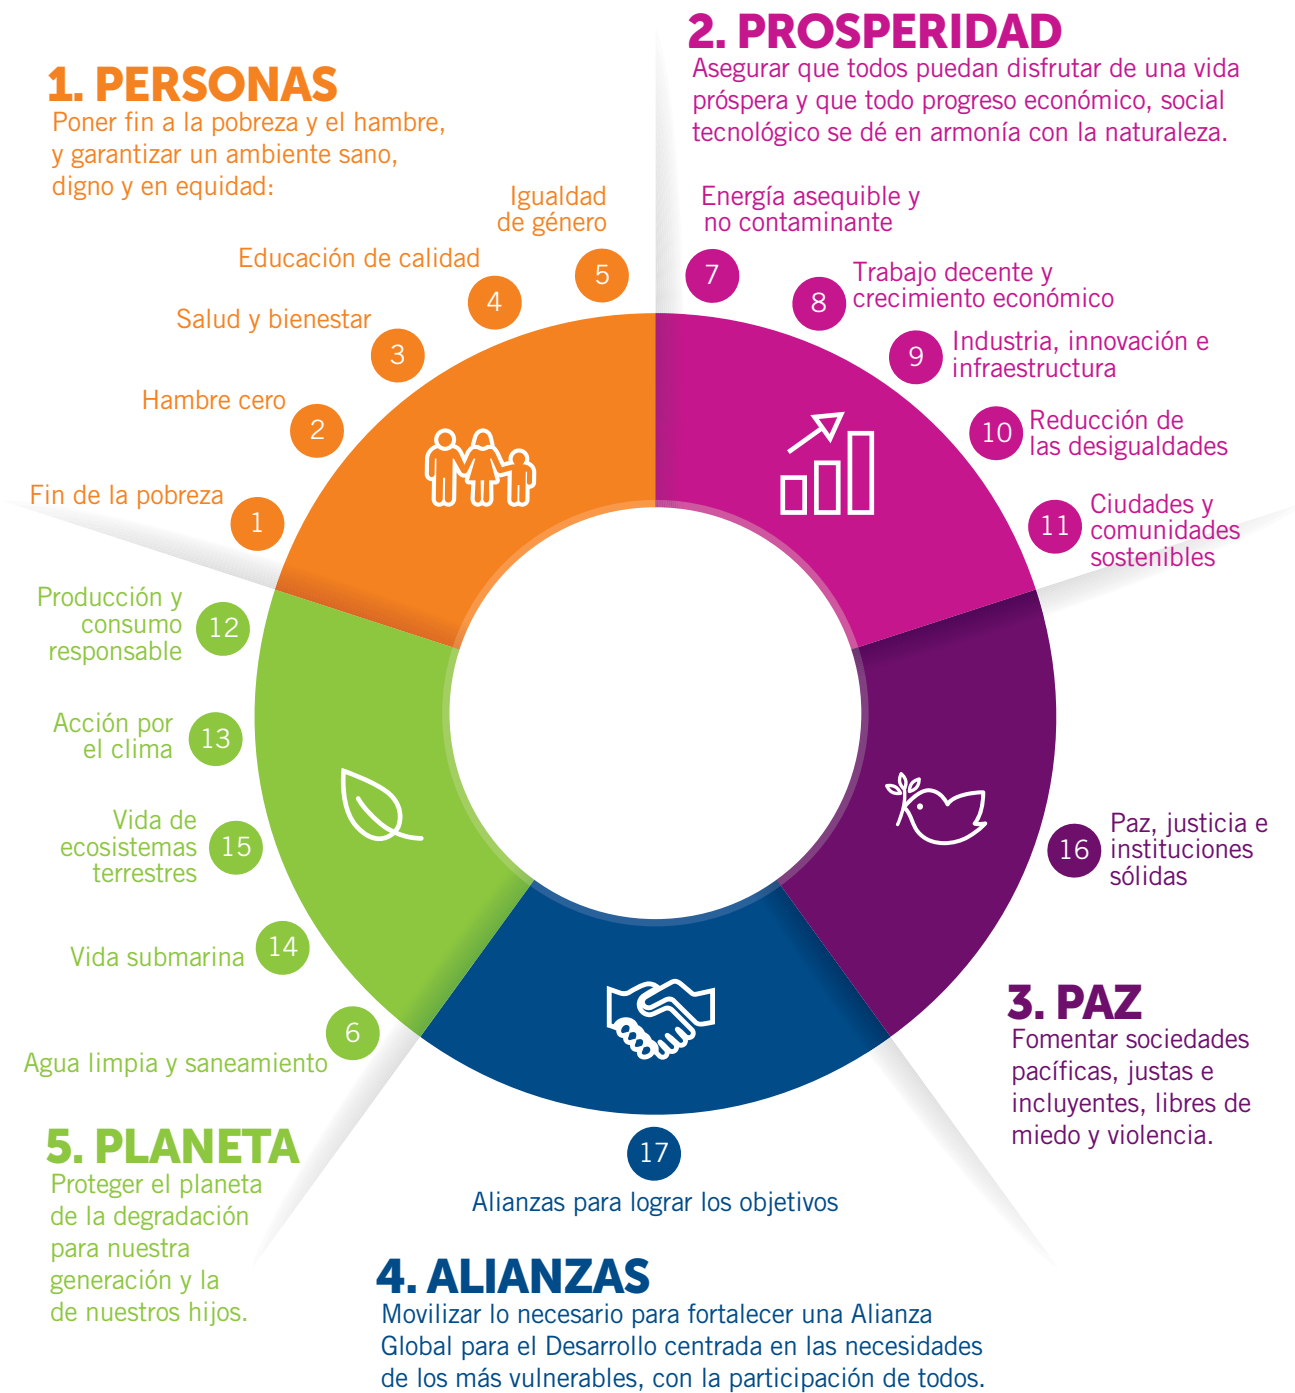 1. PERSONAS
Poner fin a la pobreza y el hambre,
y garantizar un ambiente sano,
digno y en equidad:
Igualdad
de género
5
Educación de calidad
4
Salud y bienestar
3
Hambre cero
2
Fin de la pobreza
1
2. PROSPERIDAD
Asegurar que todos puedan disfrutar de una vida
próspera y que todo progreso económico, social
tecnológico se dé en armonía con la naturaleza.
Energía asequible y
no contaminante
7
Trabajo decente y
crecimiento económico
8
Industria, innovación e
infraestructura
9
Reducción de
las desigualdades
10
Ciudades y
comunidades
sostenibles
11
Paz, justicia e
instituciones
sólidas
16
3. PAZ
Fomentar sociedades
pacíficas, justas e
incluyentes, libres de
miedo y violencia.
17
Alianzas para lograr los objetivos
4. ALIANZAS
Movilizar lo necesario para fortalecer una Alianza
Global para el Desarrollo centrada en las necesidades
de los más vulnerables, con la participación de todos.
Producción y
consumo
responsable
12
Acción por
el clima
13
Vida de
ecosistemas
terrestres
15
Vida submarina
14
6
Agua limpia y saneamiento
5. PLANETA
Proteger el planeta
de la degradación
para nuestra
generación y la
de nuestros hijos.